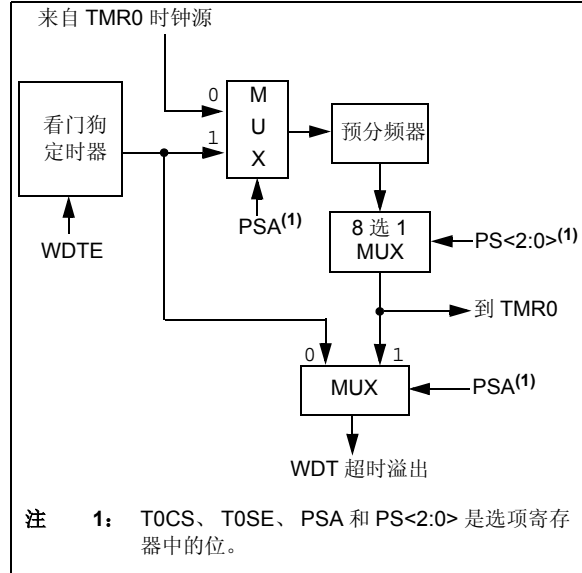 来自 TMR0 时钟源
0
M
U
X
看门狗
定时器
1
预分频器
PSA(1)
WDTE
8 选 1
MUX
PS<2:0>(1)
到 TMR0
0
1
MUX
PSA(1)
WDT 超时溢出
注 1： T0CS、 T0SE、 PSA 和 PS<2:0> 是选项寄存
器中的位。